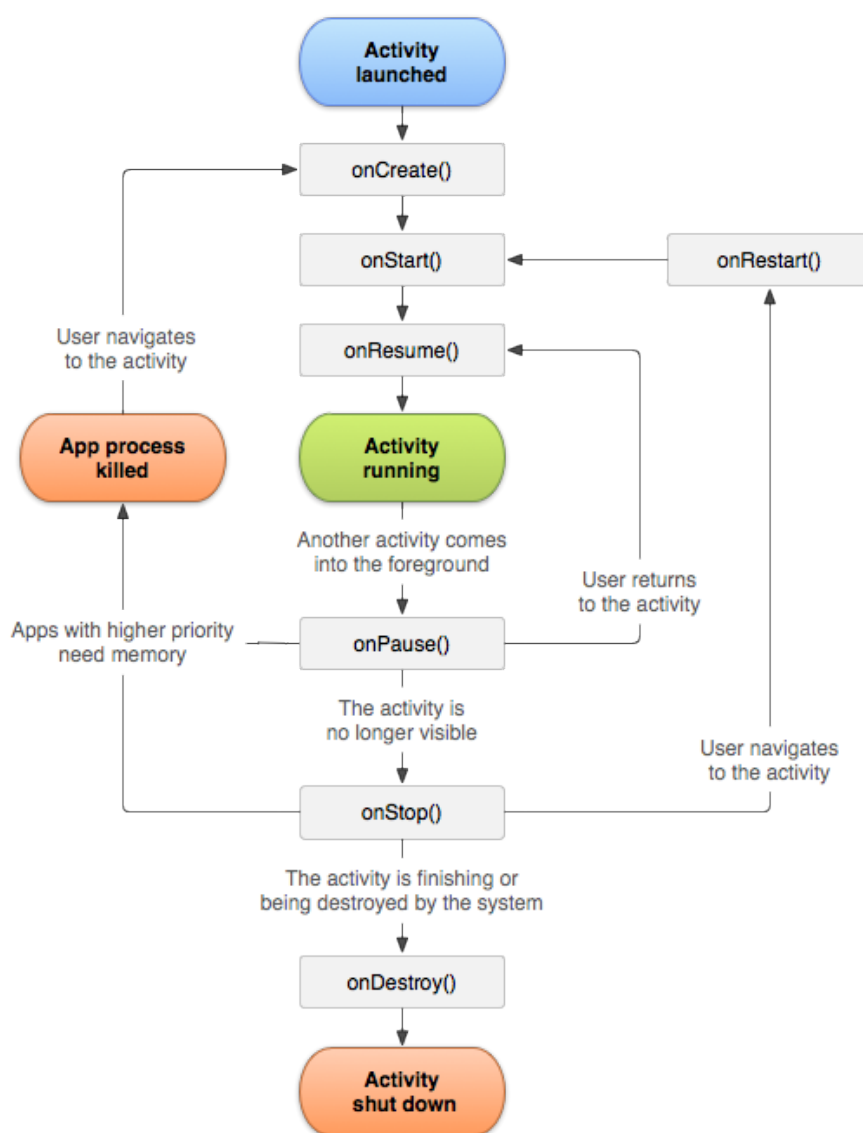 Activity
launched
onCreate()
onStart()
onRestart()
User navigates
to the activity
onResume()
App process
killed
Activity
running
Another activity comes
into the foreground
User returns
to the activity
Apps with higher priority
need memory
onPause()
The activity is
no longer visible
User navigates
to the activity
onStop()
The activity is finishing or
being destroyed by the system
onDestroy()
Activity
shut down